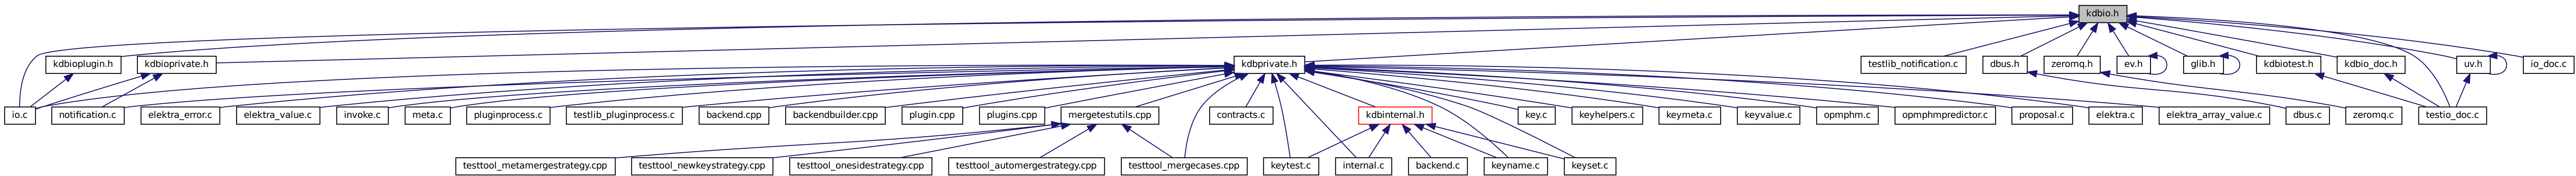 kdbio.h
kdbioplugin.h
kdbioprivate.h
kdbprivate.h
testlib_notification.c
dbus.h
zeromq.h
ev.h
glib.h
kdbiotest.h
kdbio_doc.h
uv.h
io_doc.c
io.c
notification.c
elektra_error.c
elektra_value.c
invoke.c
meta.c
pluginprocess.c
testlib_pluginprocess.c
backend.cpp
backendbuilder.cpp
plugin.cpp
plugins.cpp
mergetestutils.cpp
contracts.c
kdbinternal.h
key.c
keyhelpers.c
keymeta.c
keyvalue.c
opmphm.c
opmphmpredictor.c
proposal.c
elektra.c
elektra_array_value.c
dbus.c
zeromq.c
testio_doc.c
testtool_metamergestrategy.cpp
testtool_newkeystrategy.cpp
testtool_onesidestrategy.cpp
testtool_automergestrategy.cpp
testtool_mergecases.cpp
keytest.c
internal.c
backend.c
keyname.c
keyset.c